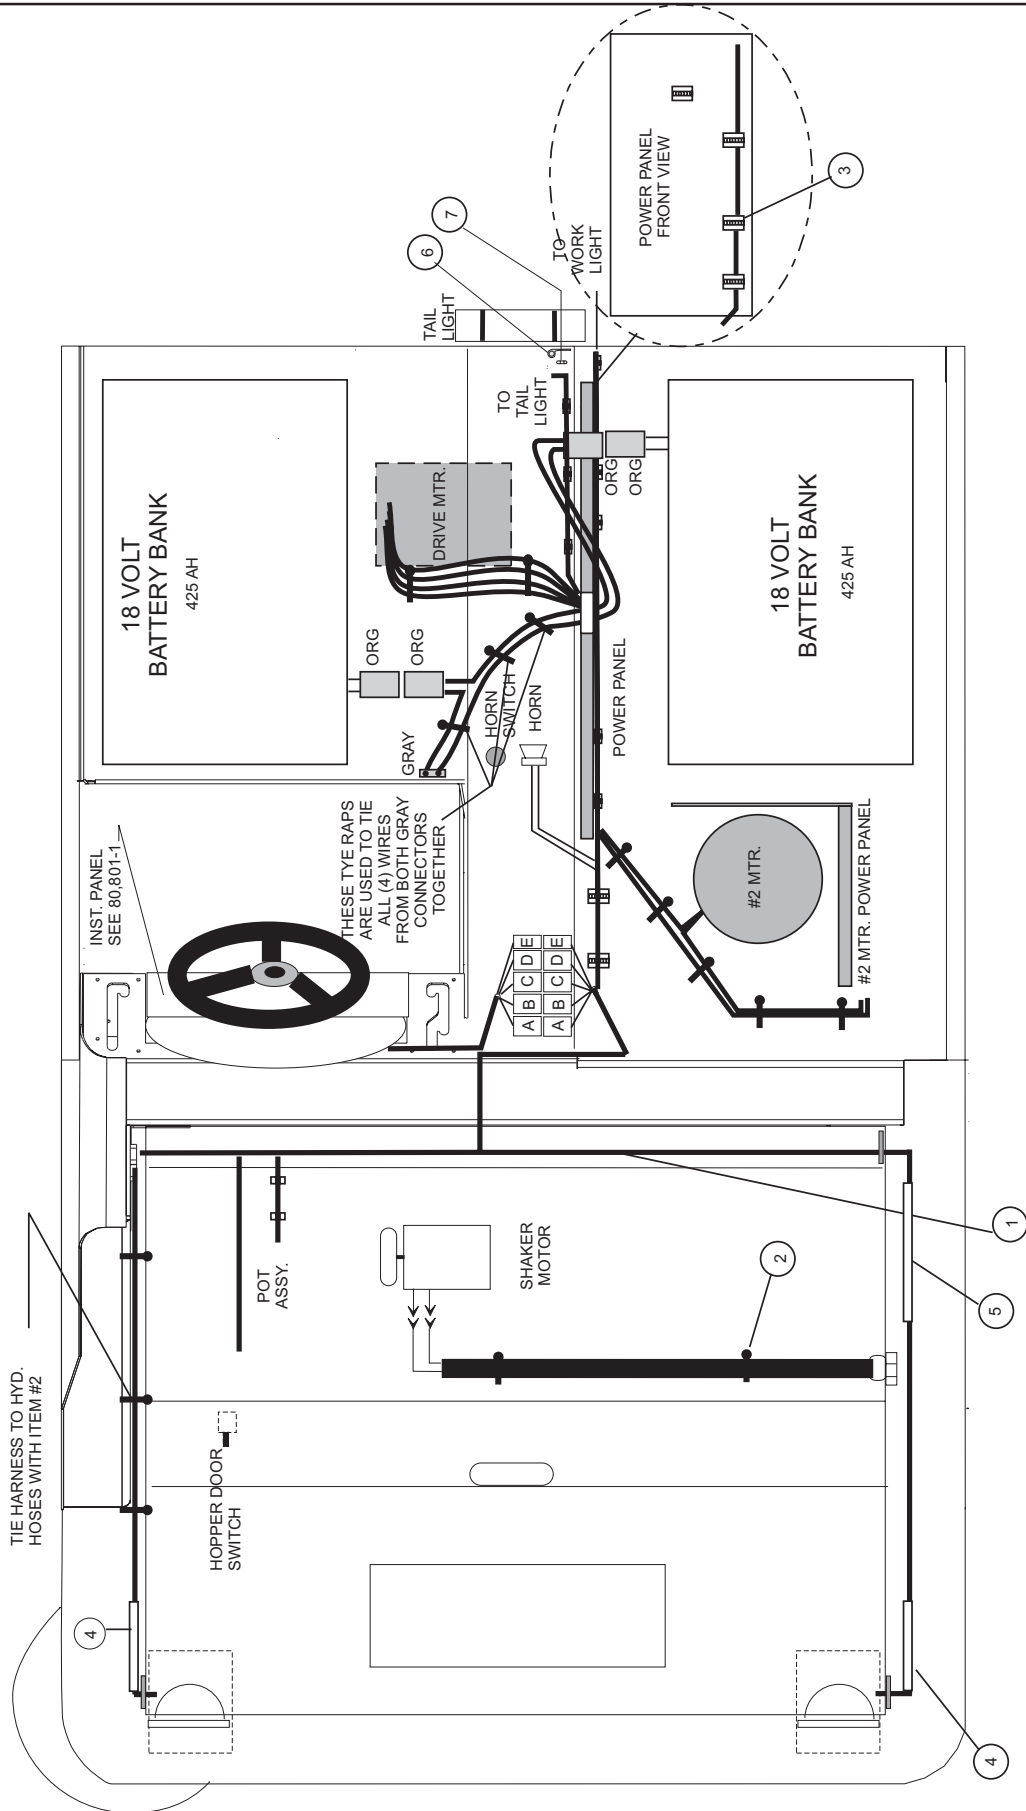 TIE HARNESS TO HYD.
HOSES WITH ITEM #2
4
HOPPER DOOR
SWITCH
POT
ASSY.
SHAKER
MOTOR
2
1
5
4
INST. PANEL
SEE 80,801-1
THESE TYE RAPS
ARE USED TO TIE
ALL (4) WIRES
FROM BOTH GRAY
CONNECTORS
TOGETHER
A B C D E
A B C D E
GRAY
HORN
SWITCH
HORN
ORG
ORG
18 VOLT
BATTERY BANK
425 AH
DRIVE MTR.
TO
TAIL
LIGHT
TAIL
LIGHT
6
7
TO
WORK
LIGHT
ORG
ORG
POWER PANEL
#2 MTR.
#2 MTR. POWER PANEL
18 VOLT
BATTERY BANK
425 AH
POWER PANEL
FRONT VIEW
3